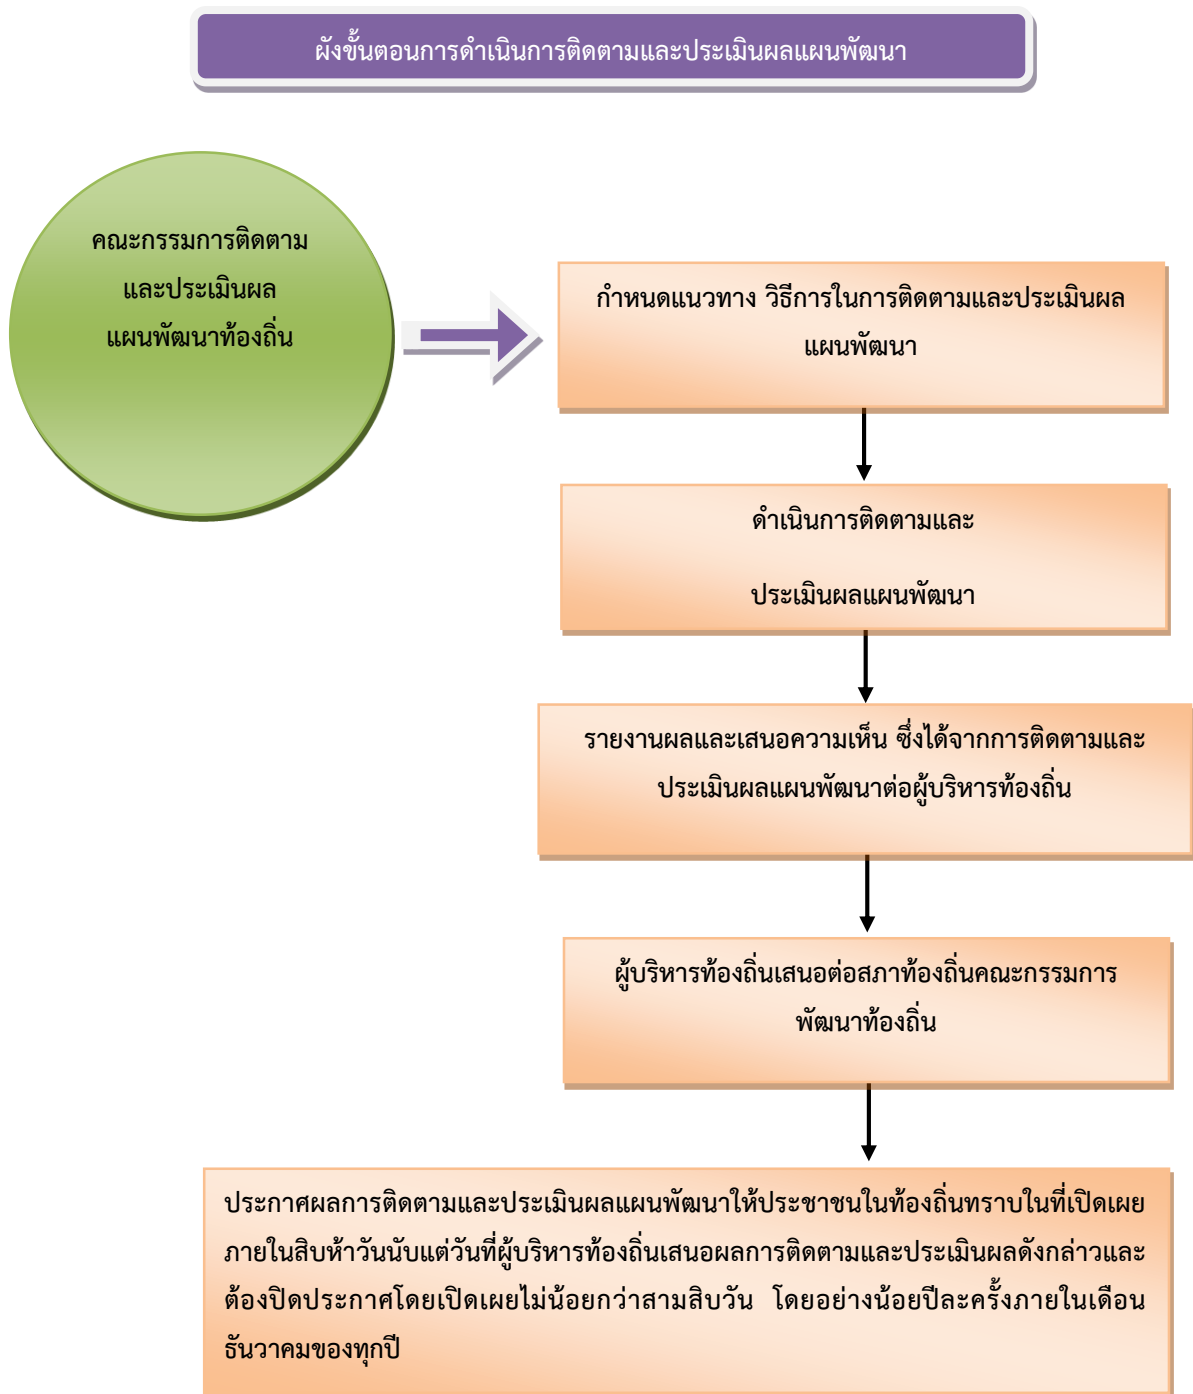 ผังขั้นตอนการดำเนินการติดตามและประเมินผลแผนพัฒนา
คณะกรรมการติดตาม
และประเมินผล
แผนพัฒนาท้องถิ่น
กำหนดแนวทาง วิธีการในการติดตามและประเมินผล
แผนพัฒนา
ดำเนินการติดตามและ
ประเมินผลแผนพัฒนา
รายงานผลและเสนอความเห็น ซึ่งได้จากการติดตามและ
ประเมินผลแผนพัฒนาต่อผู้บริหารท้องถิ่น
ผู้บริหารท้องถิ่นเสนอต่อสภาท้องถิ่นคณะกรรมการ
พัฒนาท้องถิ่น
ประกาศผลการติดตามและประเมินผลแผนพัฒนาให้ประชาชนในท้องถิ่นทราบในที่เปิดเผย
ภายในสิบห้าวันนับแต่วันที่ผู้บริหารท้องถิ่นเสนอผลการติดตามและประเมินผลดังกล่าวและ
ต้องปิดประกาศโดยเปิดเผยไม่น้อยกว่าสามสิบวัน โดยอย่างน้อยปีละครั้งภายในเดือน
ธันวาคมของทุกปี